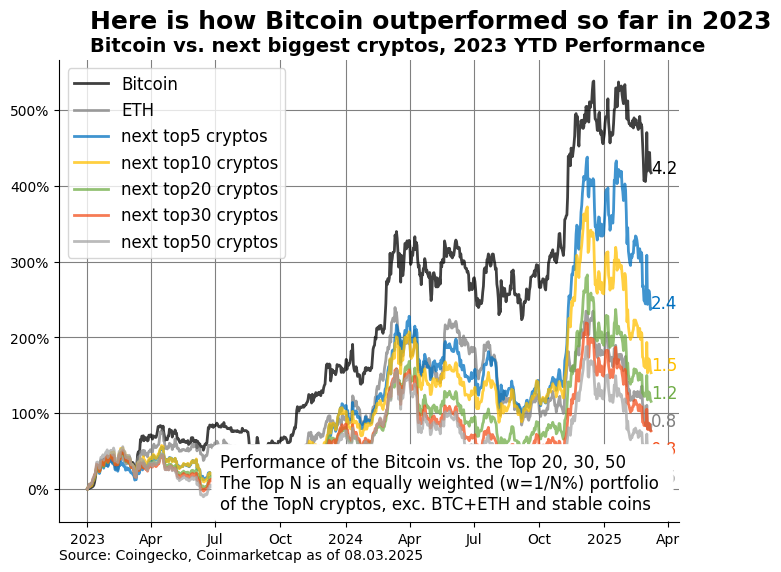 Here is how Bitcoin outperformed so far in 2023
Bitcoin vs. next biggest cryptos, 2023 YTD Performance
Bitcoin
ETH
next top5 cryptos
next top10 cryptos
next top20 cryptos
next top30 cryptos
next top50 cryptos
500%
400%
300%
200%
100%
0%
4.2
2.4
1.5
1.2
0.8
Performance of the Bitcoin vs. the Top 20, 30, 50
The Top N is an equally weighted (w=1/N%) portfolio
of the TopN cryptos, exc. BTC+ETH and stable coins
2023 Apr Jul Oct 2024 Apr Jul Oct 2025 Apr
Source: Coingecko, Coinmarketcap as of 08.03.2025